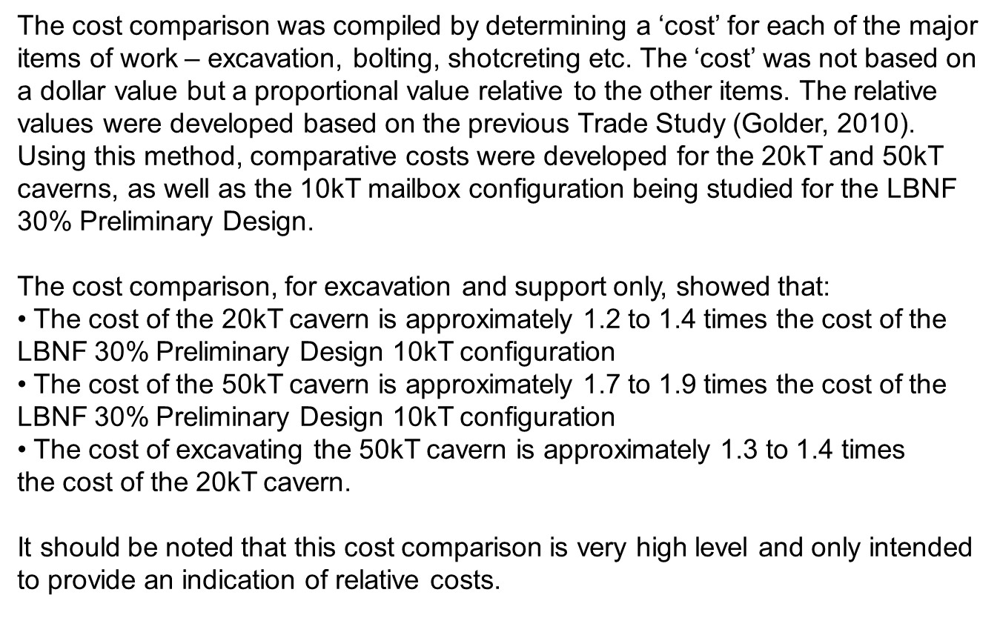 The cost comparison was compiled by determining a ‘cost’ for each of the major
items of work – excavation, bolting, shotcreting etc. The ‘cost’ was not based on
a dollar value but a proportional value relative to the other items. The relative
values were developed based on the previous Trade Study (Golder, 2010).
Using this method, comparative costs were developed for the 20kT and 50kT
caverns, as well as the 10kT mailbox configuration being studied for the LBNF
30% Preliminary Design.
The cost comparison, for excavation and support only, showed that:
• The cost of the 20kT cavern is approximately 1.2 to 1.4 times the cost of the
LBNF 30% Preliminary Design 10kT configuration
• The cost of the 50kT cavern is approximately 1.7 to 1.9 times the cost of the
LBNF 30% Preliminary Design 10kT configuration
• The cost of excavating the 50kT cavern is approximately 1.3 to 1.4 times
the cost of the 20kT cavern.
It should be noted that this cost comparison is very high level and only intended
to provide an indication of relative costs.